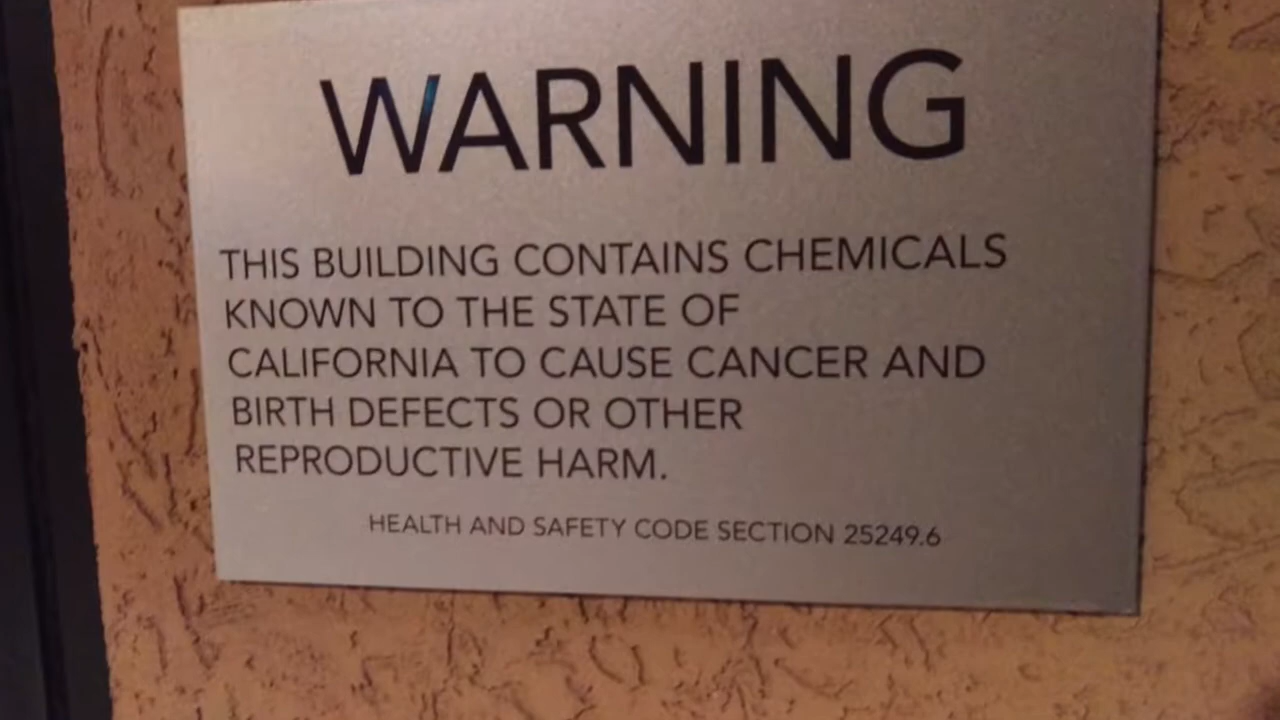 WARNING
THIS BUILDING CONTAINS CHEMICALS
KNOWN TO THE STATE OF
CALIFORNIA TO CAUSE CANCER AND
BIRTH DEFECTS OR OTHER
REPRODUCTIVE HARM.
HEALTH AND SAFETY CODE SECTION 25249.6